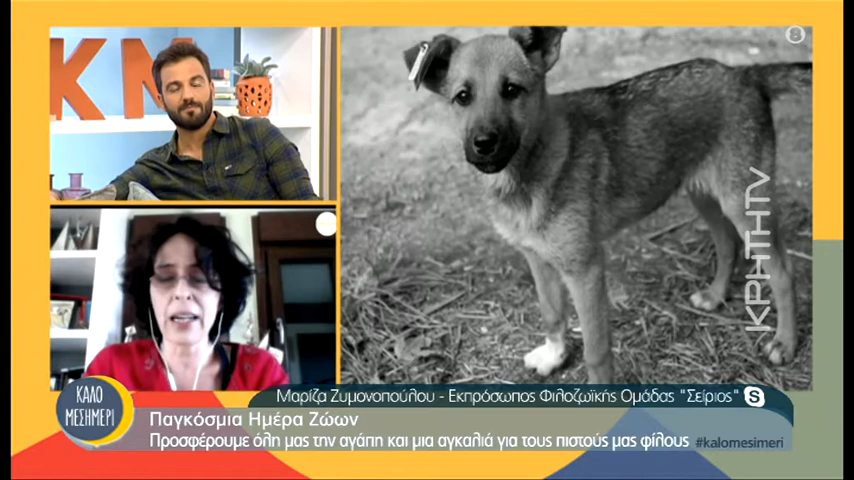 KM
ΚΡΗΤΗTV
Μαρίζα Ζυμονοπούλου - Εκπρόσωπος Φιλοζωϊκής Ομάδας "Σείριος"
ΚΑΛΟ
ΜΕΣΗΜΕΡΙ
Παγκόσμια Ημέρα Ζώων
Προσφέρουμε όλη μας την αγάπη και μια αγκαλιά για τους πιστούς μας φίλους #kalomesimeri